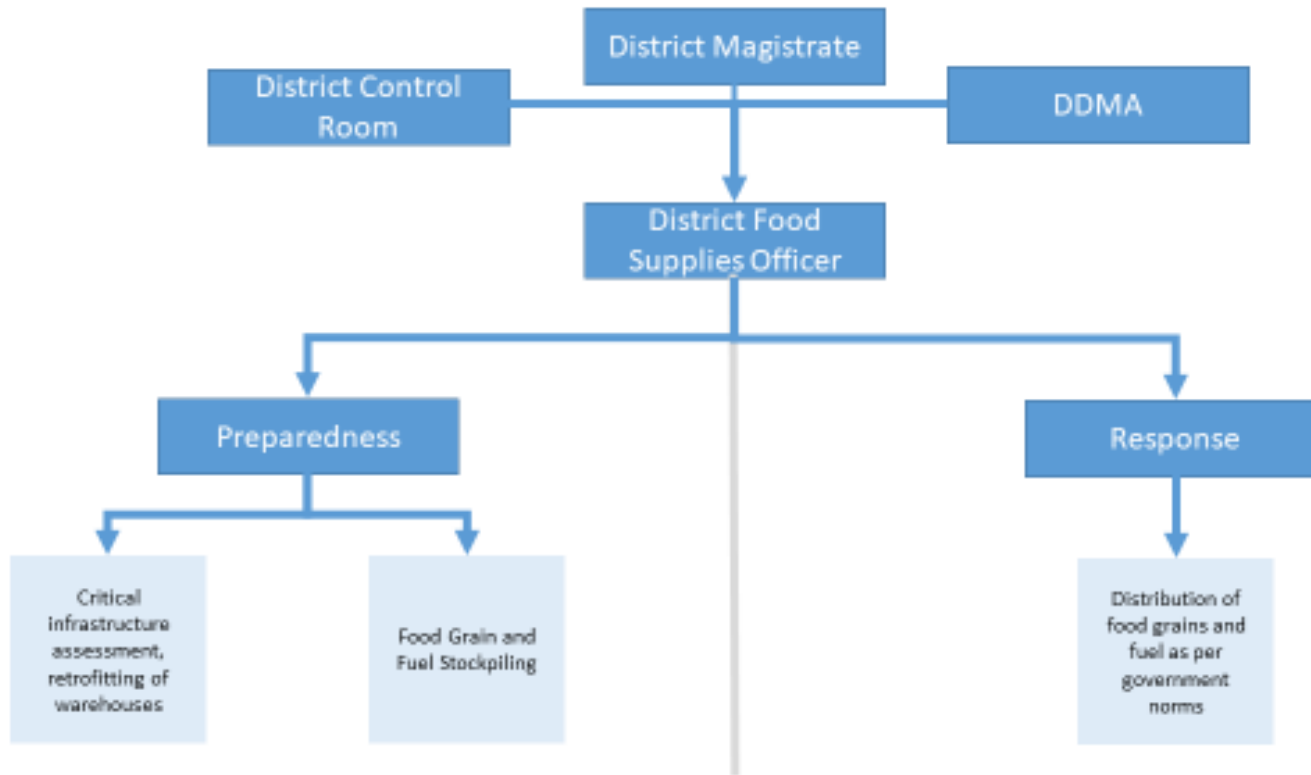 District Magistrate
District Control
Room
DDMA
District Food
Supplies Officer
Preparedness
Response
Critical
infrastructure
assessment,
retrofitting of
warehouses
Food Grain and
Fuel Stockpiling
Distribution of
food grains and
fuel as per
government
norms